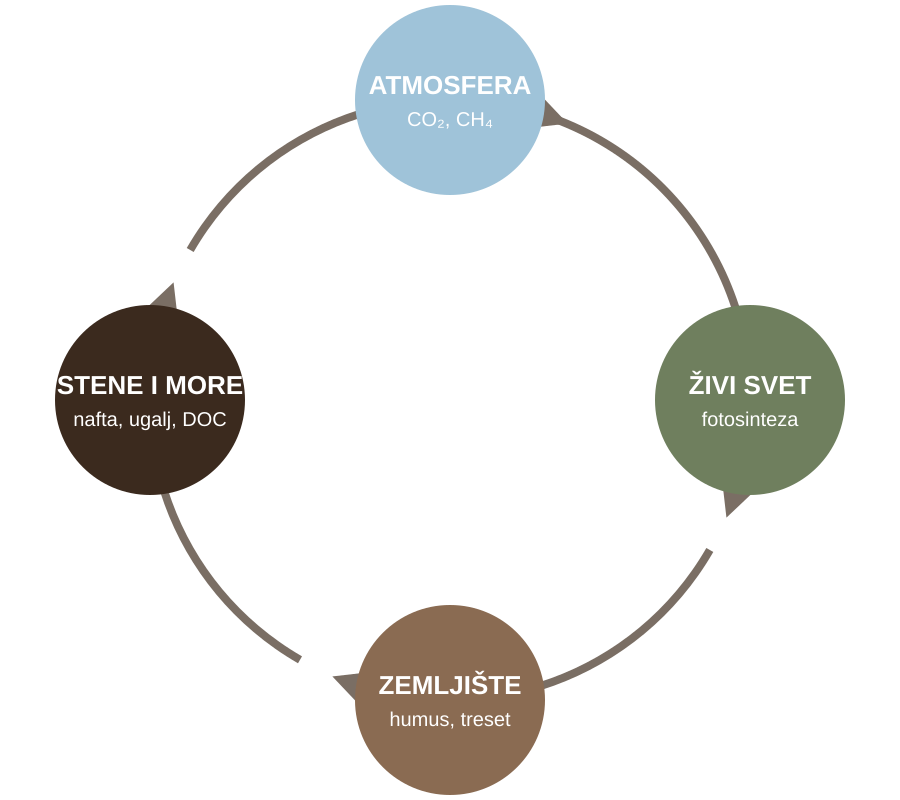 ATMOSFERA
CO₂, CH₄
STENE I MORE
nafta, ugalj, DOC
ŽIVI SVET
fotosinteza
ZEMLJIŠTE
humus, treset